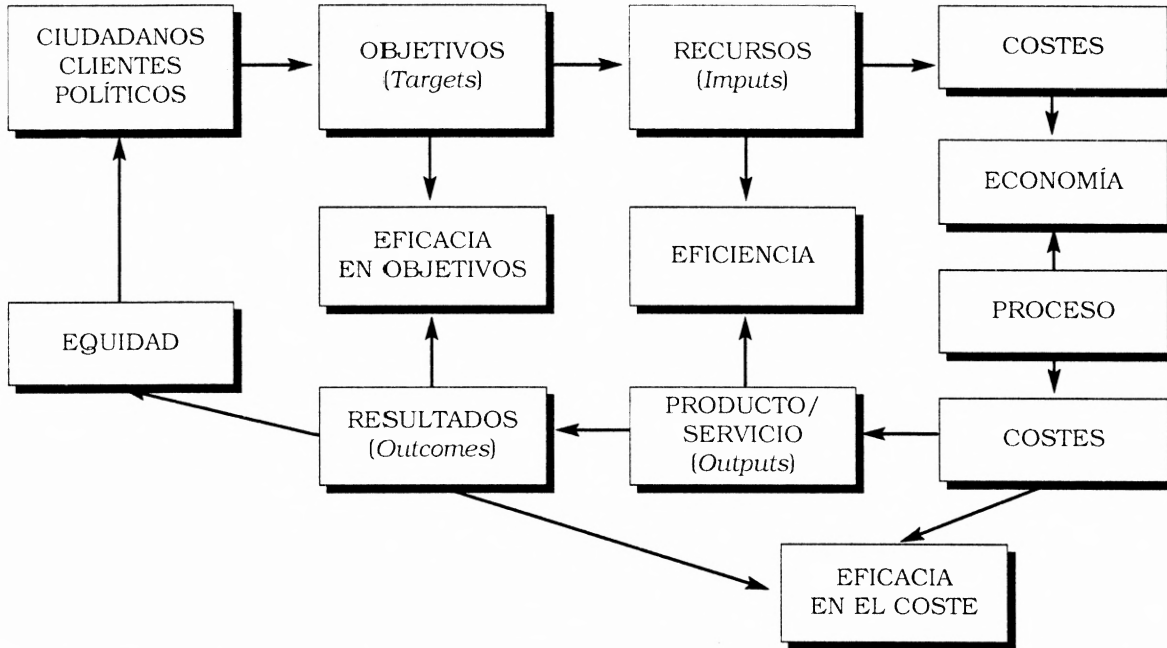 CIUDADANOS
CLIENTES
POLÍTICOS
OBJETIVOS
(Targets)
RECURSOS
(Imputs)
COSTES
ECONOMÍA
EFICACIA
EN OBJETIVOS
EFICIENCIA
PROCESO
EQUIDAD
RESULTADOS
(Outcomes)
PRODUCTO/
SERVICIO
(Outputs)
COSTES
EFICACIA
EN EL COSTE